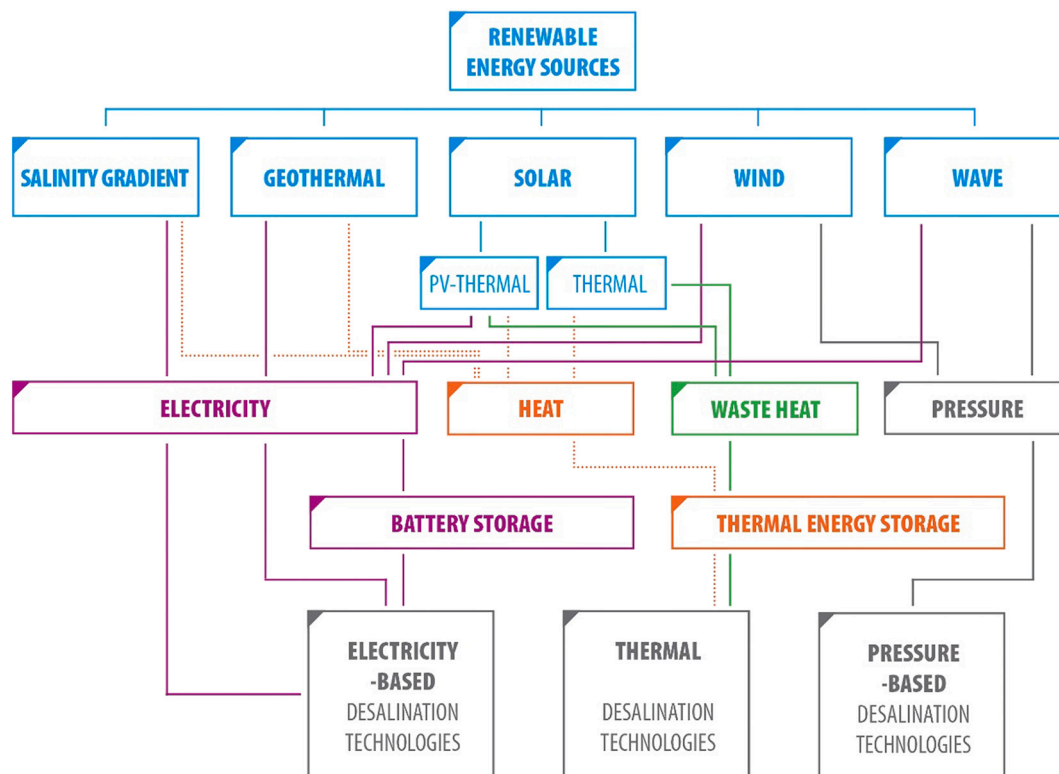 RENEWABLE
ENERGY SOURCES
SALINITY GRADIENT
GEOTHERMAL
SOLAR
WIND
WAVE
PV-THERMAL
THERMAL
ELECTRICITY
HEAT
WASTE HEAT
PRESSURE
BATTERY STORAGE
THERMAL ENERGY STORAGE
ELECTRICITY
-BASED
DESALINATION
TECHNOLOGIES
THERMAL
DESALINATION
TECHNOLOGIES
PRESSURE
-BASED
DESALINATION
TECHNOLOGIES